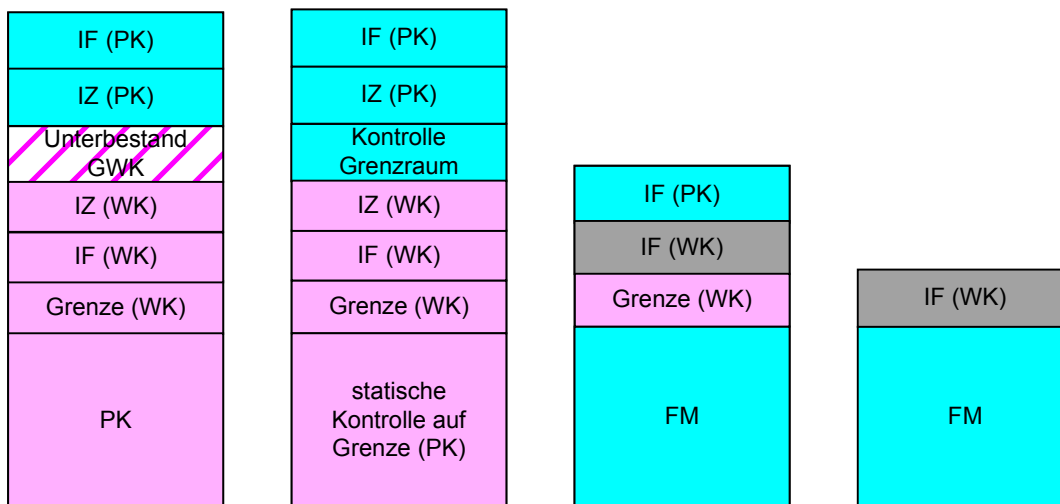 IF (PK)
IZ (PK)
Unterbestand
GWK
IZ (WK)
IF (WK)
Grenze (WK)
PK
IF (PK)
IZ (PK)
Kontrolle
Grenzraum
IZ (WK)
IF (WK)
Grenze (WK)
statische
Kontrolle auf
Grenze (PK)
IF (PK)
IF (WK)
Grenze (WK)
FM
IF (WK)
FM